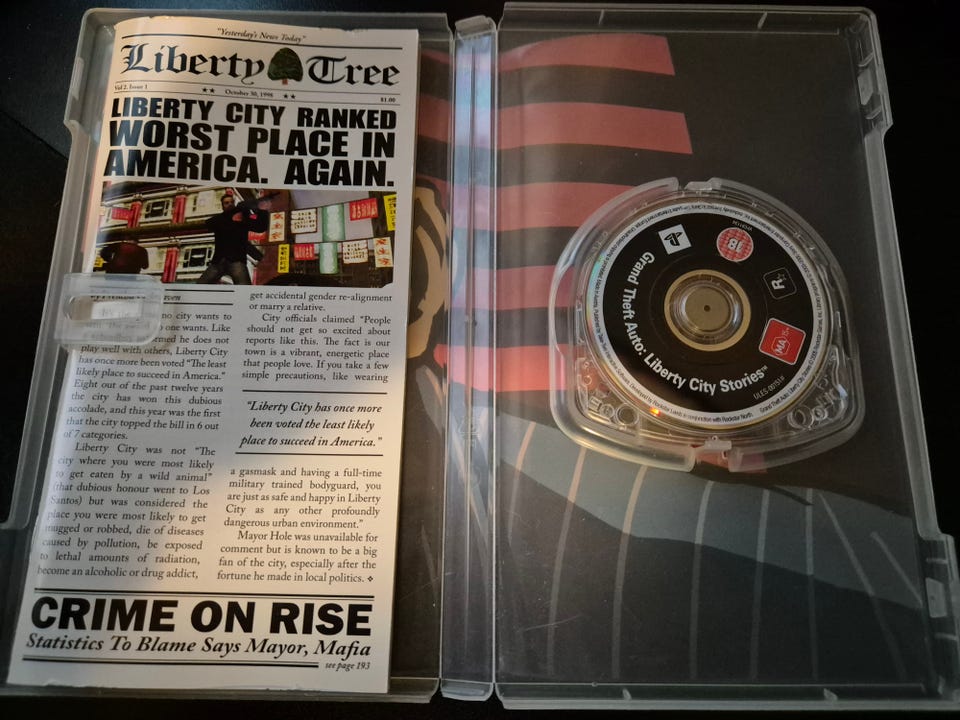 "Yesterday's News Today"
Liberty Tree
Vol 2. Issue 1
October 30, 1998
$1.00
LIBERTY CITY RANKED
WORST PLACE IN
AMERICA. AGAIN.
no city wants to
one wants. Like
med he does not
play well with others, Liberty City
has once more been voted "The least
likely place to succeed in America."
Eight out of the past twelve years
the city has won this dubious
accolade, and this year was the first
that the city topped the bill in 6 out
of 7 categories.
Liberty City was not "The
city where you were most likely
to get eaten by a wild animal"
(that dubious honour went to Los
Santos) but was considered the
place you were most likely to get
mugged or robbed, die of diseases
caused by pollution, be exposed
to lethal amounts of radiation,
become an alcoholic or drug addict,
get accidental gender re-alignment
or marry a relative.
City officials claimed "People
should not get so excited about
reports like this. The fact is our
town is a vibrant, energetic place
that people love. If you take a few
simple precautions, like wearing
"Liberty City has once more
been voted the least likely
place to succeed in America."
a gasmask and having a full-time
military trained bodyguard, you
are just as safe and happy in Liberty
City as any other profoundly
dangerous urban environment."
Mayor Hole was unavailable for
comment but is known to be a big
fan of the city, especially after the
fortune he made in local politics.
CRIME ON RISE
Statistics To Blame Says Mayor, Mafia
see page 193
18
R★
MA 15+
Grand Theft Auto: Liberty City Stories™
ULES-00151#